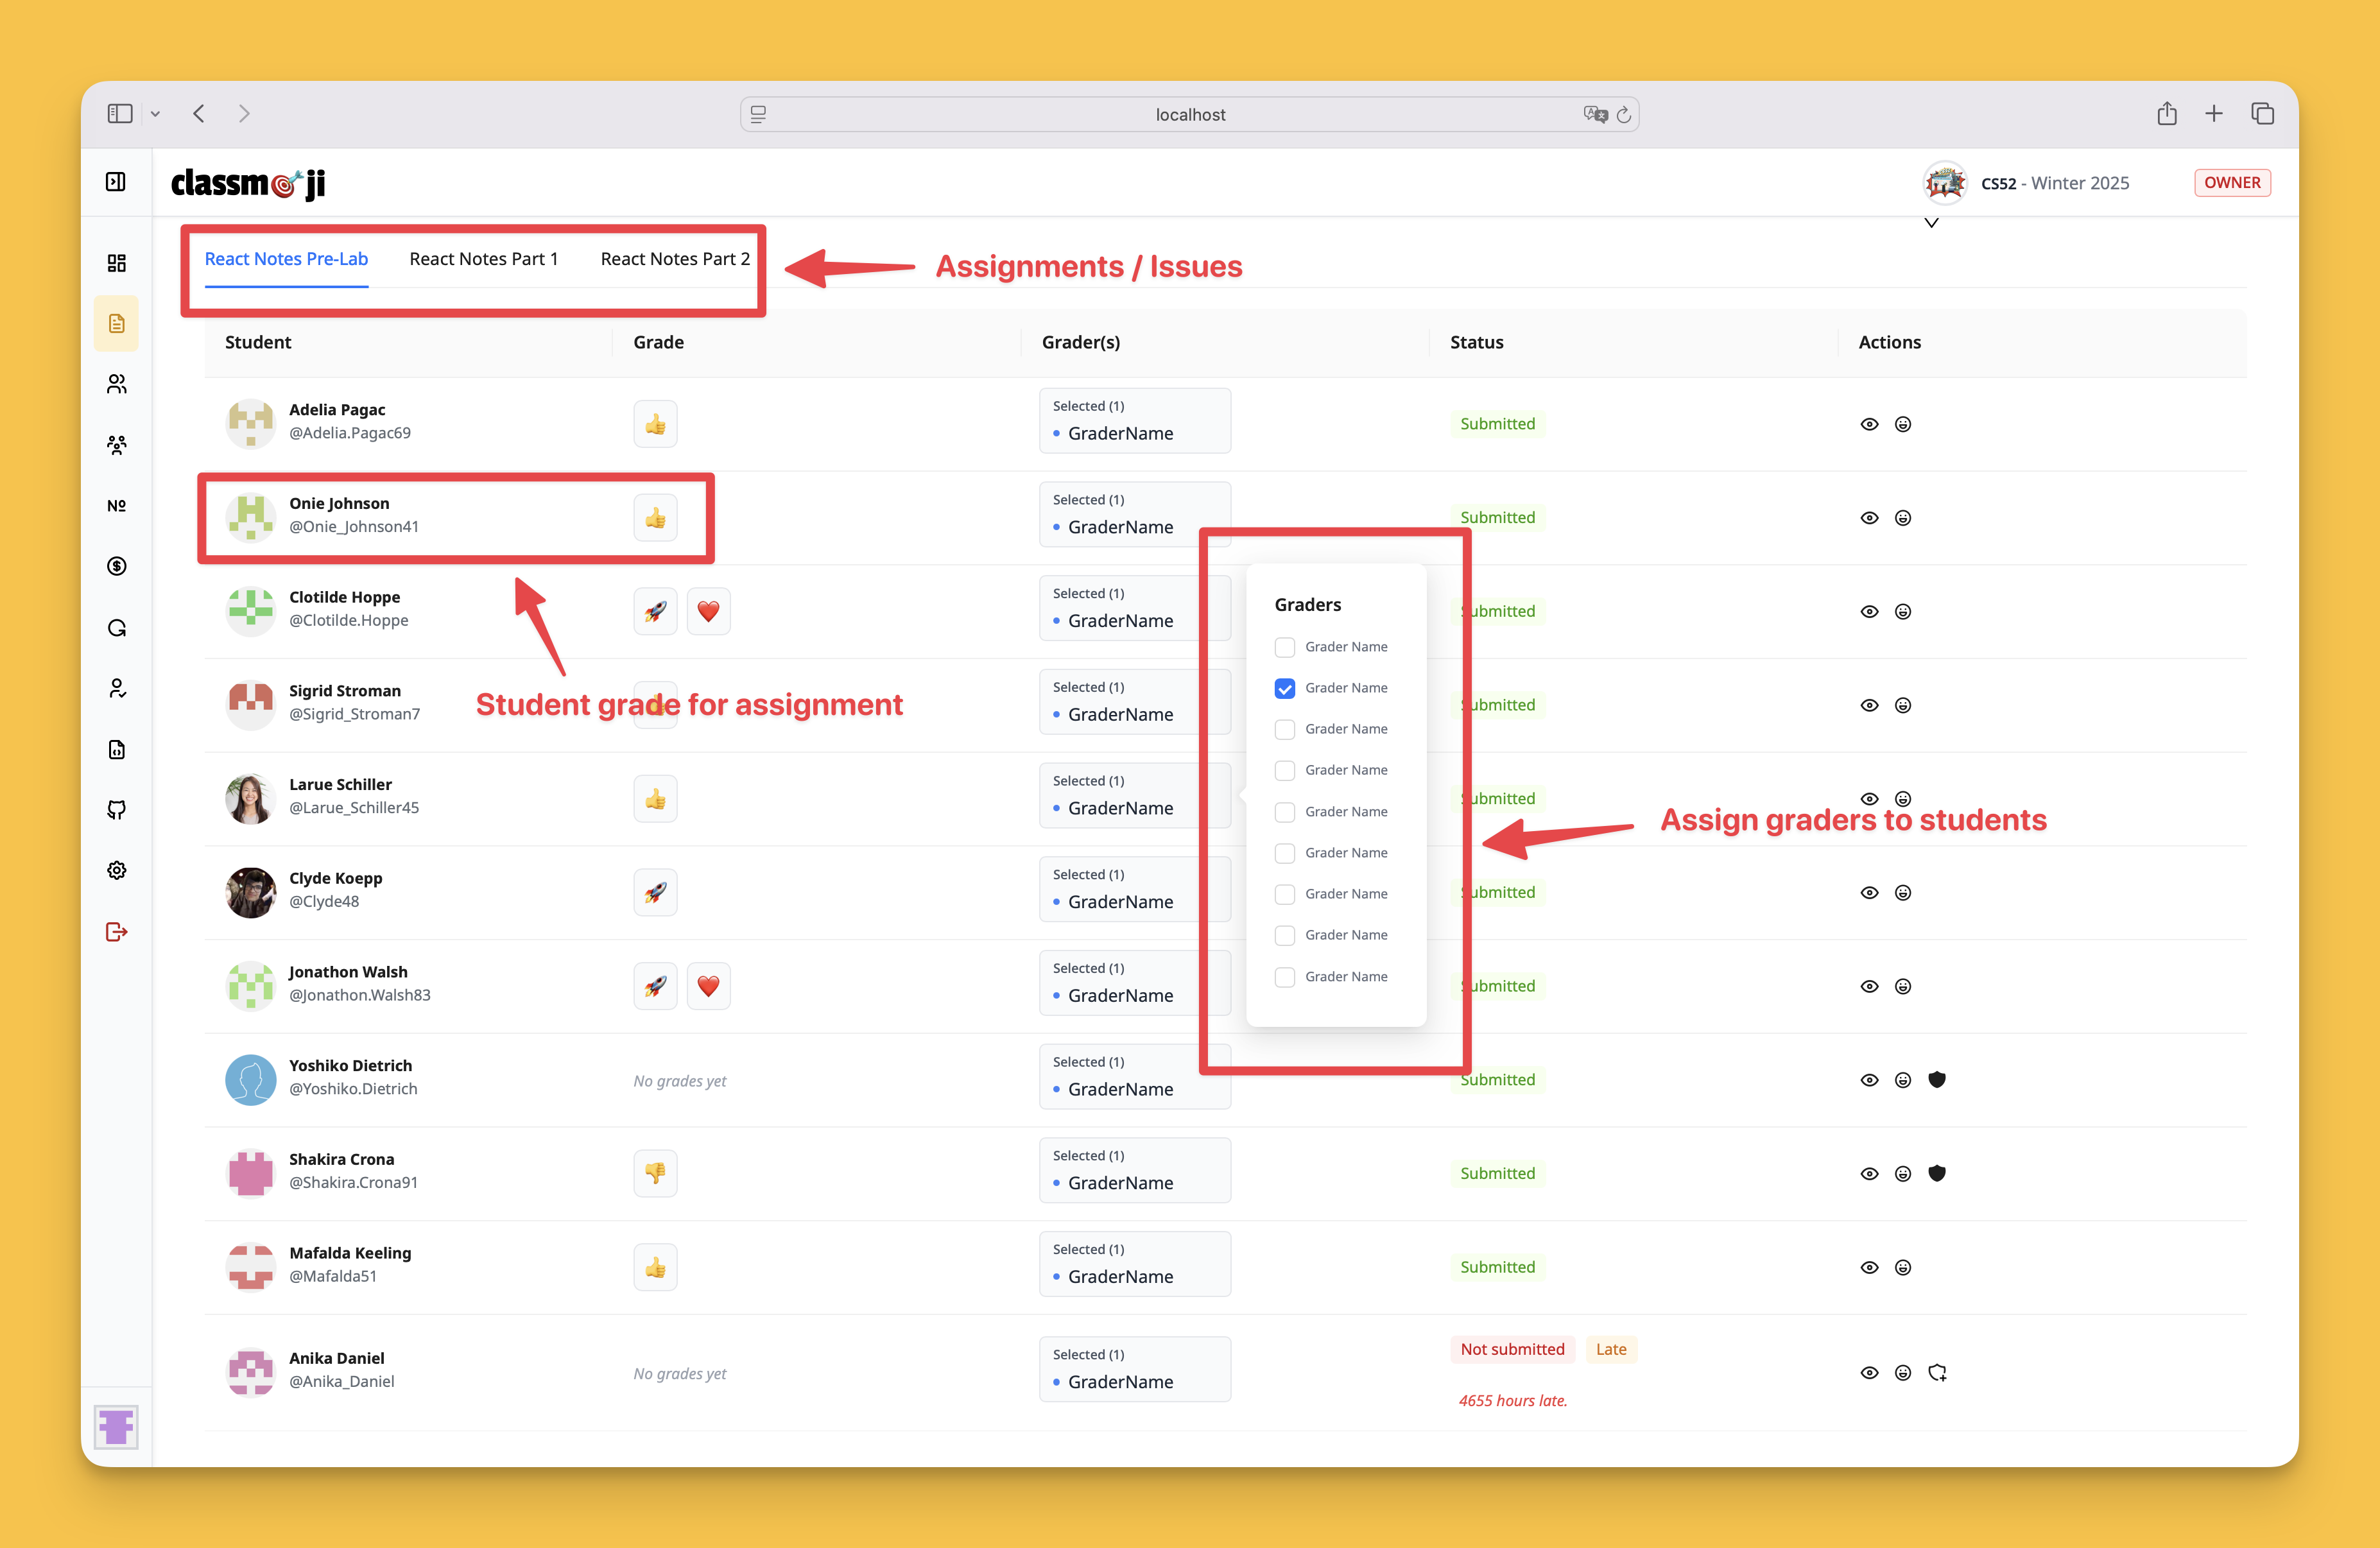 localhost
classmoji
CS52 - Winter 2025
OWNER
React Notes Pre-Lab
React Notes Part 1
React Notes Part 2
Assignments / Issues
Student
Grade
Grader(s)
Status
Actions
Adelia Pagac
@Adelia.Pagac69
Selected (1)
GraderName
Submitted
Onie Johnson
@Onie_Johnson41
Selected (1)
GraderName
Submitted
Clotilde Hoppe
@Clotilde.Hoppe
Selected (1)
GraderName
Submitted
Sigrid Stroman
@Sigrid_Stroman7
Student grade for assignment
Selected (1)
GraderName
Submitted
Larue Schiller
@Larue_Schiller45
Selected (1)
GraderName
Submitted
Clyde Koepp
@Clyde48
Selected (1)
GraderName
Submitted
Jonathon Walsh
@Jonathon.Walsh83
Selected (1)
GraderName
Submitted
Graders
Grader Name
Grader Name
Grader Name
Grader Name
Grader Name
Grader Name
Grader Name
Grader Name
Grader Name
Assign graders to students
Yoshiko Dietrich
@Yoshiko.Dietrich
No grades yet
Selected (1)
GraderName
Submitted
Shakira Crona
@Shakira.Crona91
Selected (1)
GraderName
Submitted
Mafalda Keeling
@Mafalda51
Selected (1)
GraderName
Submitted
Anika Daniel
@Anika_Daniel
No grades yet
Selected (1)
GraderName
Not submitted
Late
4655 hours late.
Nº